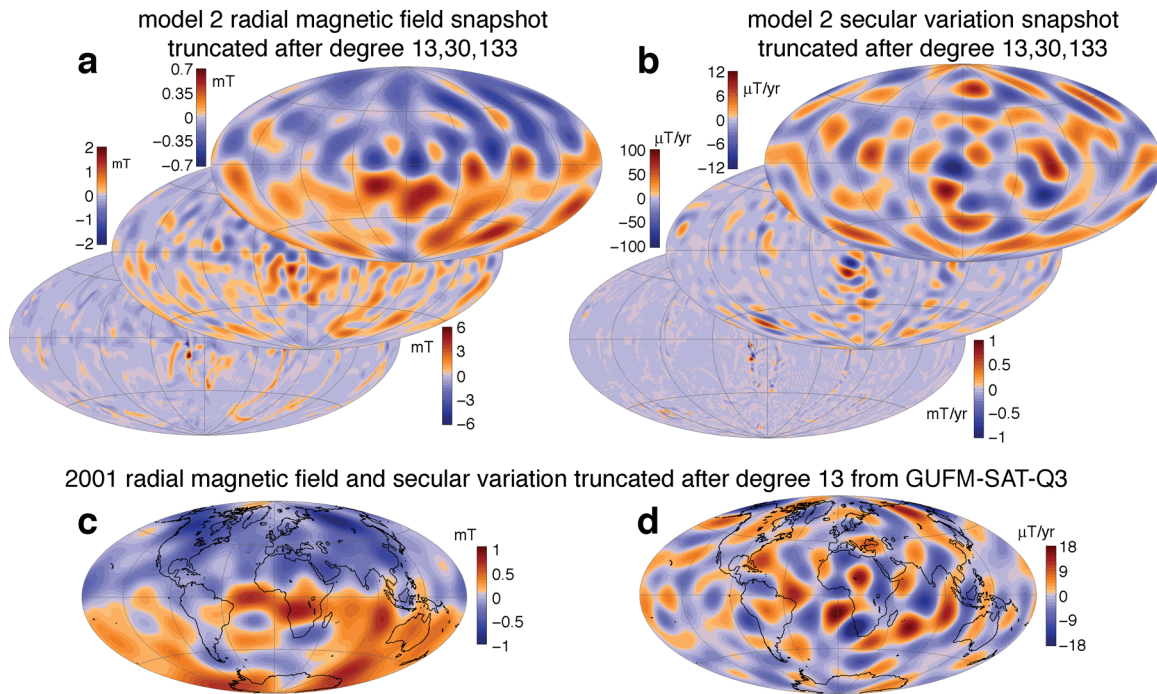 model 2 radial magnetic field snapshot
truncated after degree 13,30,133
model 2 secular variation snapshot
truncated after degree 13,30,133
a
mT
0.7
0.35
0
−0.35
−0.7
2
mT
1
0
−1
−2
6
mT
3
0
−3
−6
b
12
µT/yr
6
0
−6
−12
µT/yr
100
50
0
−50
−100
1
0.5
0
mT/yr
−0.5
−1
2001 radial magnetic field and secular variation truncated after degree 13 from GUFM-SAT-Q3
c
mT
1
0.5
0
−0.5
−1
d
µT/yr
18
9
0
−9
−18